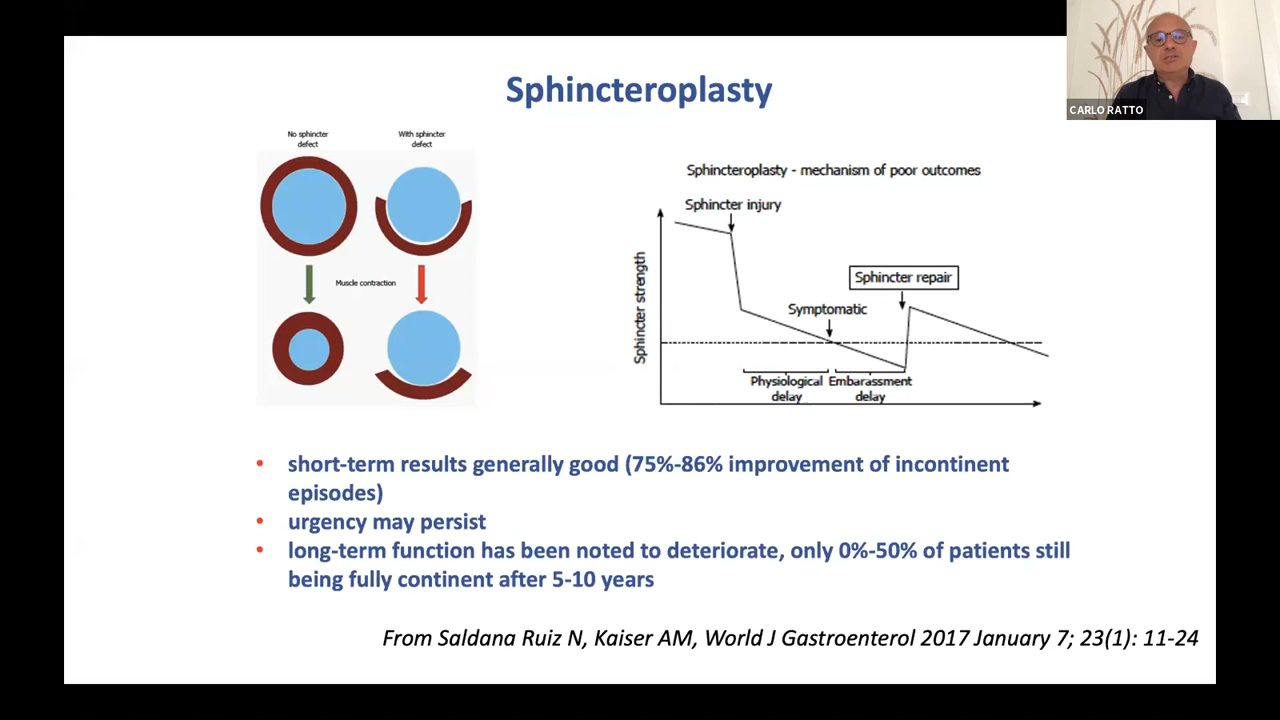 CARLO RATTO
Sphincteroplasty
No sphincter
defect
With sphincter
defect
Muscle contraction
Sphincteroplasty - mechanism of poor outcomes
Sphincter injury
Sphincter repair
Symptomatic
Sphincter strength
Physiological
delay
Embarassment
delay
• short-term results generally good (75%-86% improvement of incontinent
episodes)
• urgency may persist
• long-term function has been noted to deteriorate, only 0%-50% of patients still
being fully continent after 5-10 years
From Saldana Ruiz N, Kaiser AM, World J Gastroenterol 2017 January 7; 23(1): 11-24